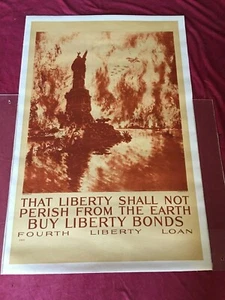 THAT LIBERTY SHALL NOT
PERISH FROM THE EARTH
BUY LIBERTY BONDS
FOURTH LIBERTY LOAN